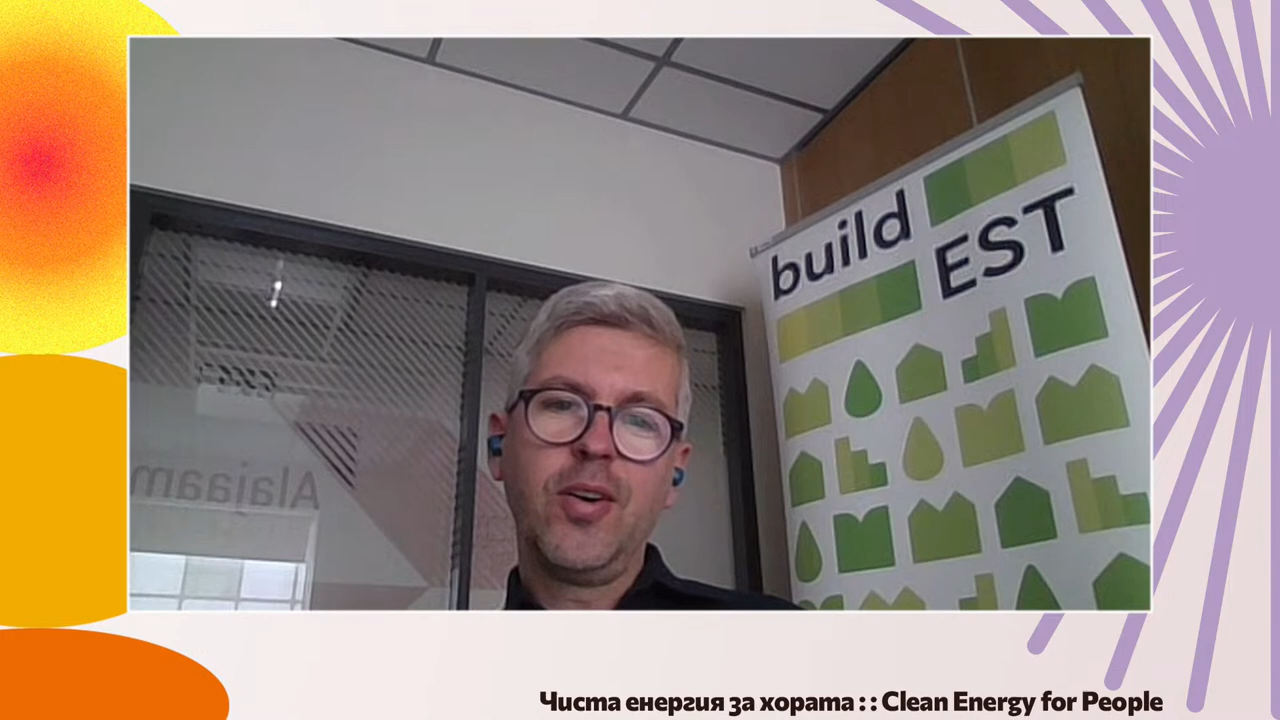 build
EST
Alajaam
Чиста енергия за хората :: Clean Energy for People